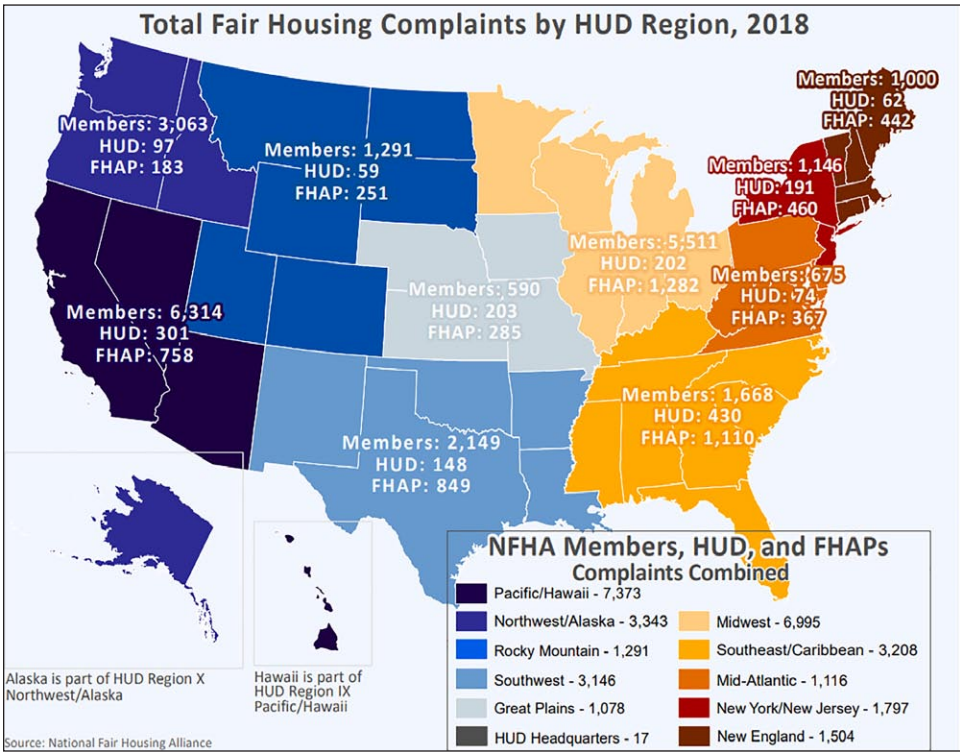 Total Fair Housing Complaints by HUD Region, 2018
Members: 1,000
HUD: 62
FHAP: 442
Members: 3,063
HUD: 97
FHAP: 183
Members: 1,291
HUD: 59
FHAP: 251
Members: 1,146
HUD: 191
FHAP: 460
Members: 5,511
HUD: 202
FHAP: 1,282
Members: 675
HUD: 74
FHAP: 367
Members: 590
HUD: 203
FHAP: 285
Members: 6,314
HUD: 301
FHAP: 758
Members: 1,668
HUD: 430
FHAP: 1,110
Members: 2,149
HUD: 148
FHAP: 849
NFHA Members, HUD, and FHAPs
Complaints Combined
Pacific/Hawaii - 7,373
Northwest/Alaska - 3,343
Rocky Mountain - 1,291
Southwest - 3,146
Great Plains - 1,078
HUD Headquarters - 17
Midwest - 6,995
Southeast/Caribbean - 3,208
Mid-Atlantic - 1,116
New York/New Jersey - 1,797
New England - 1,504
Alaska is part of HUD Region X
Northwest/Alaska
Hawaii is part of
HUD Region IX
Pacific/Hawaii
Source: National Fair Housing Alliance